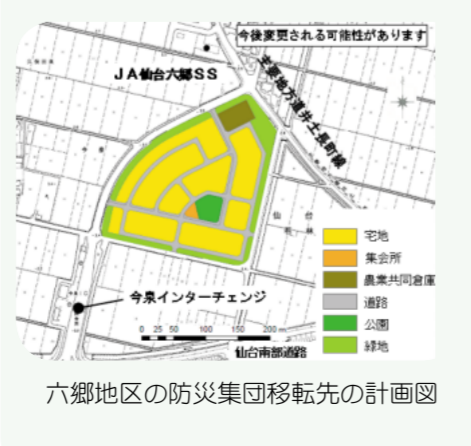 今後変更される可能性があります
JA仙台六郷SS
主要地方道井土長町線
仙台
宅地
集会所
農業共同倉庫
道路
公園
緑地
今泉インターチェンジ
0 25 50 100 150 200 m
仙台南部道路
六郷地区の防災集団移転先の計画図